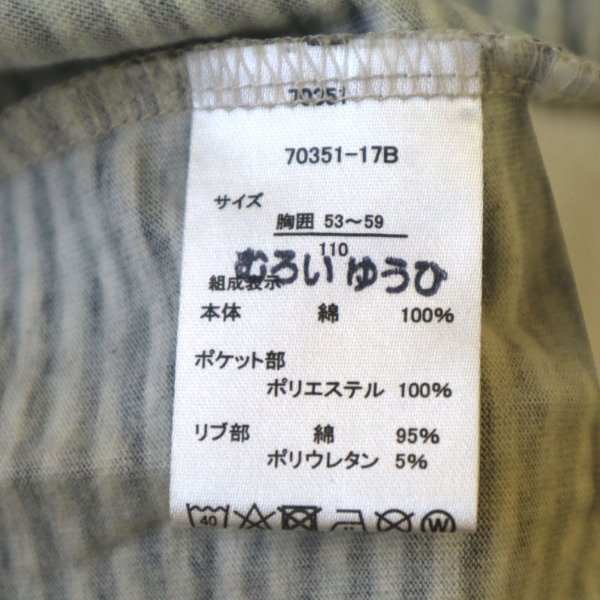 70351
70351-17B
サイズ
胸囲 53～59
110
むろい ゆうひ
組成表示
本体 綿 100%
ポケット部
ポリエステル 100%
リブ部 綿 95%
ポリウレタン 5%
40 W